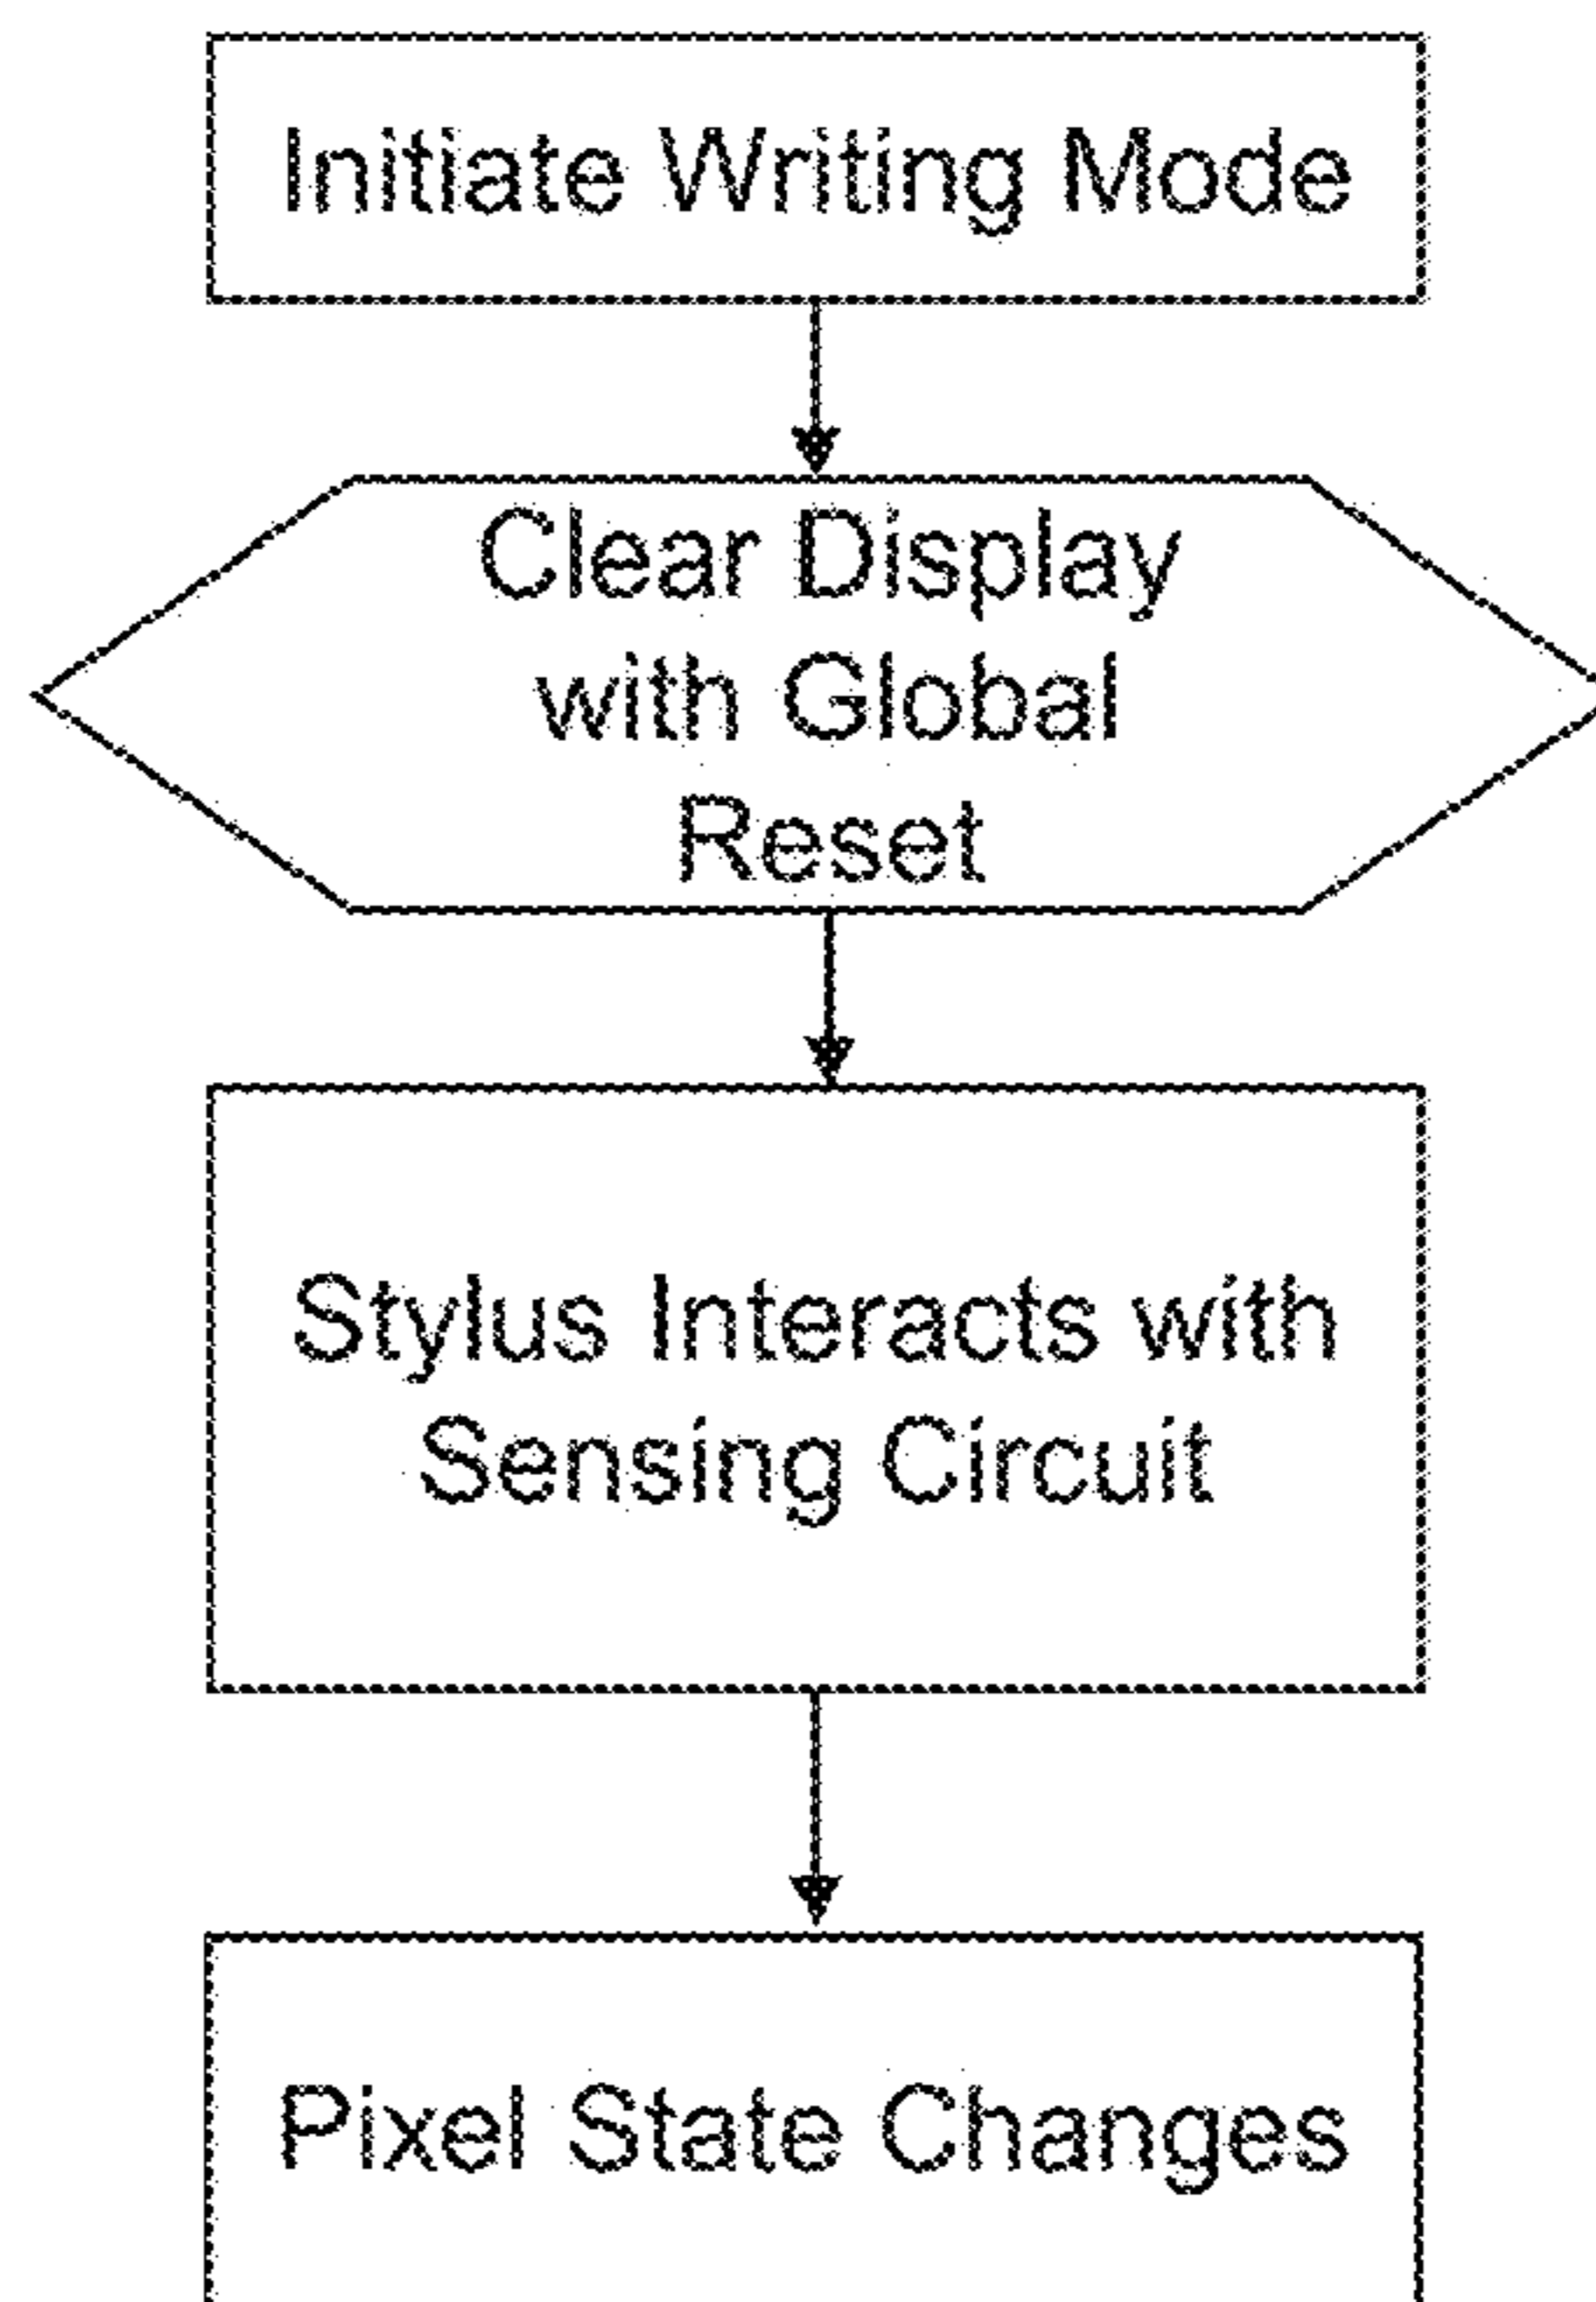 Initiate Writing Mode
Clear Display
with Global
Reset
Stylus Interacts with
Sensing Circuit
Pixel State Changes